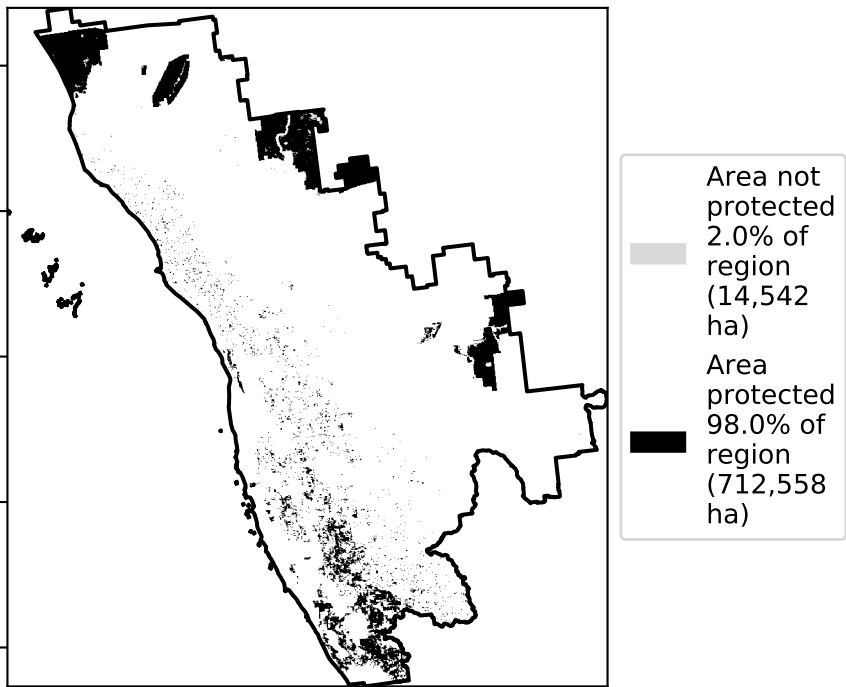 Area not
protected
2.0% of
region
(14,542
ha)
Area
protected
98.0% of
region
(712,558
ha)